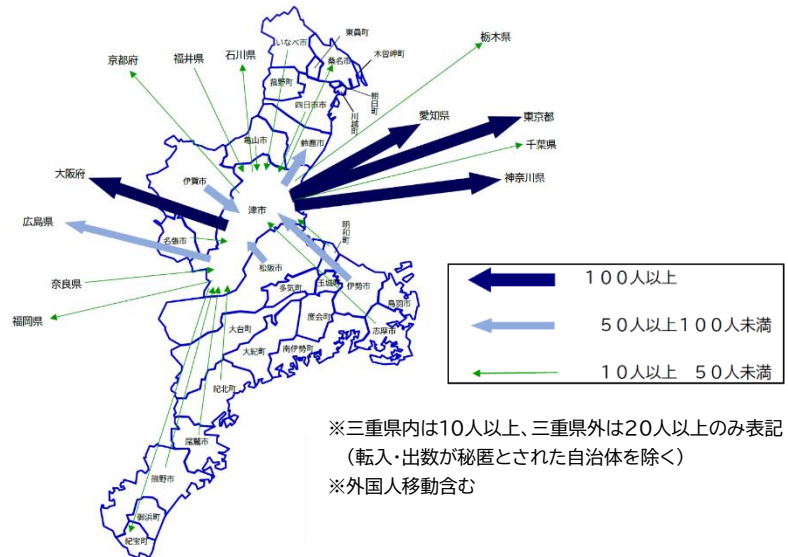 東員町
いなべ市
桑名市
木曽岬町
栃木県
京都府
福井県
石川県
菰野町
朝日町
四日市市
川越町
愛知県
東京都
亀山市
鈴鹿市
千葉県
大阪府
伊賀市
神奈川県
津市
広島県
名張市
明和町
松阪市
奈良県
多気町
玉城町
伊勢市
鳥羽市
福岡県
大台町
度会町
志摩市
大紀町
南伊勢町
紀北町
尾鷲市
熊野市
御浜町
紀宝町
100人以上
50人以上100人未満
10人以上 50人未満
※三重県内は10人以上、三重県外は20人以上のみ表記
(転入・出数が秘匿とされた自治体を除く)
※外国人移動含む